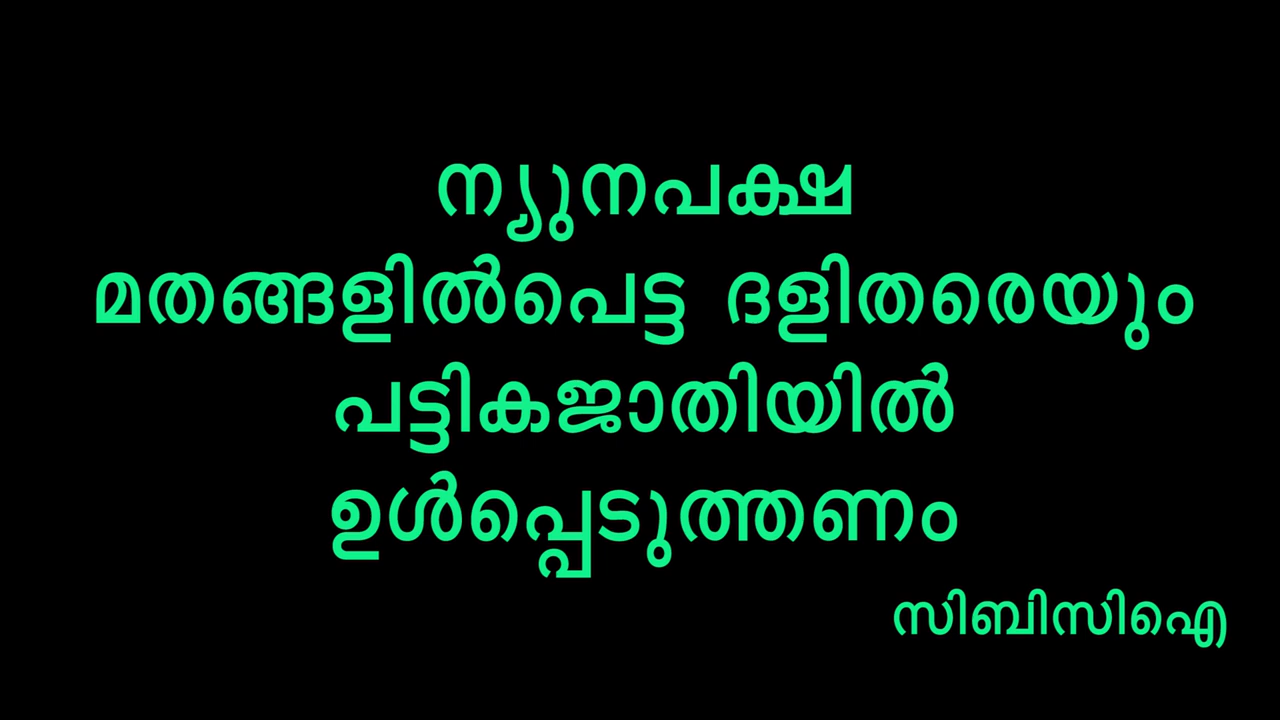 ന്യുനപക്ഷ
മതങ്ങളിൽപെട്ട ദളിതരെയും
പട്ടികജാതിയിൽ
ഉൾപ്പെടുത്തണം
സിബിസിഐ